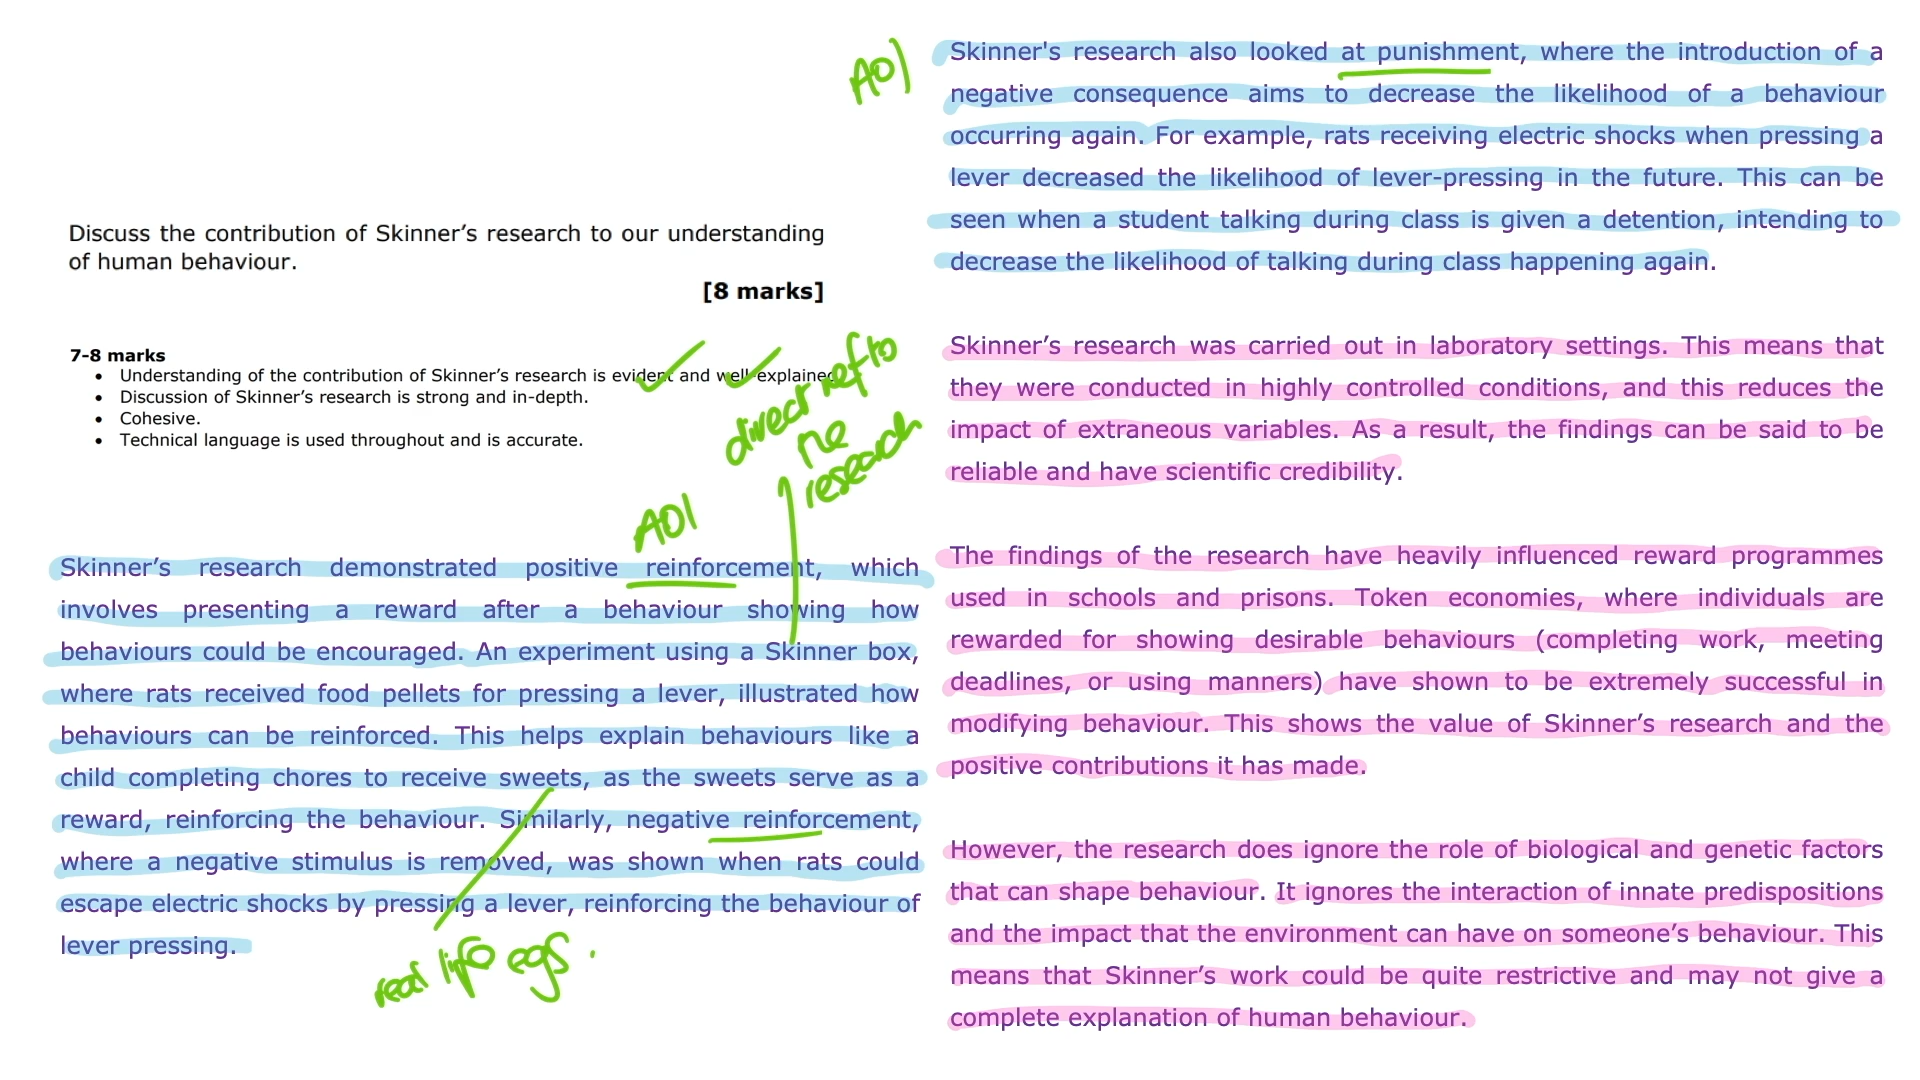 Discuss the contribution of Skinner’s research to our understanding
of human behaviour.
[8 marks]
7-8 marks
• Understanding of the contribution of Skinner’s research is evident and well-explained.
• Discussion of Skinner’s research is strong and in-depth.
• Cohesive.
• Technical language is used throughout and is accurate.
direct ref to
the
research
AO1
Skinner’s research demonstrated positive reinforcement, which
involves presenting a reward after a behaviour showing how
behaviours could be encouraged. An experiment using a Skinner box,
where rats received food pellets for pressing a lever, illustrated how
behaviours can be reinforced. This helps explain behaviours like a
child completing chores to receive sweets, as the sweets serve as a
reward, reinforcing the behaviour. Similarly, negative reinforcement,
where a negative stimulus is removed, was shown when rats could
escape electric shocks by pressing a lever, reinforcing the behaviour of
lever pressing.
real life egs.
AO1
Skinner's research also looked at punishment, where the introduction of a
negative consequence aims to decrease the likelihood of a behaviour
occurring again. For example, rats receiving electric shocks when pressing a
lever decreased the likelihood of lever-pressing in the future. This can be
seen when a student talking during class is given a detention, intending to
decrease the likelihood of talking during class happening again.
Skinner’s research was carried out in laboratory settings. This means that
they were conducted in highly controlled conditions, and this reduces the
impact of extraneous variables. As a result, the findings can be said to be
reliable and have scientific credibility.
The findings of the research have heavily influenced reward programmes
used in schools and prisons. Token economies, where individuals are
rewarded for showing desirable behaviours (completing work, meeting
deadlines, or using manners) have shown to be extremely successful in
modifying behaviour. This shows the value of Skinner’s research and the
positive contributions it has made.
However, the research does ignore the role of biological and genetic factors
that can shape behaviour. It ignores the interaction of innate predispositions
and the impact that the environment can have on someone’s behaviour. This
means that Skinner’s work could be quite restrictive and may not give a
complete explanation of human behaviour.